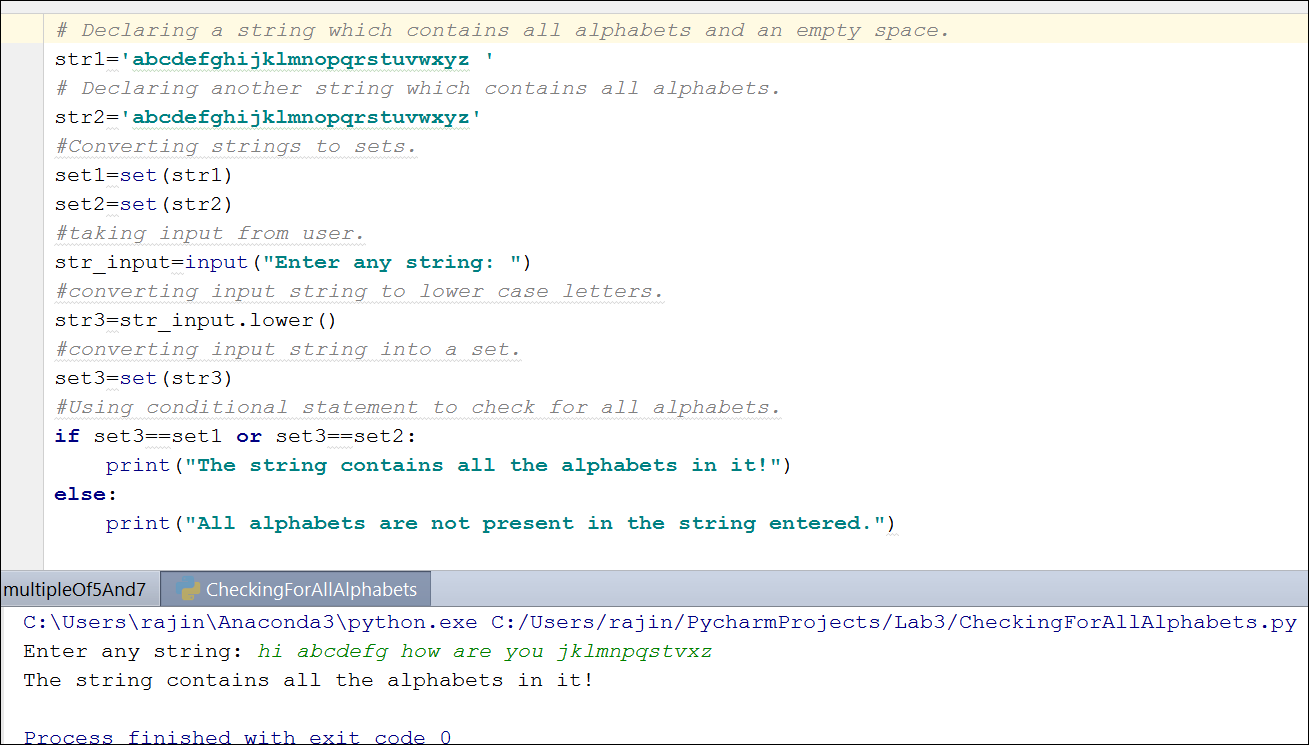 # Declaring a string which contains all alphabets and an empty space.
str1='abcdefghijklmnopqrstuvwxyz '
# Declaring another string which contains all alphabets.
str2='abcdefghijklmnopqrstuvwxyz'
#Converting strings to sets.
set1=set(str1)
set2=set(str2)
#taking input from user.
str_input=input("Enter any string: ")
#converting input string to lower case letters.
str3=str_input.lower()
#converting input string into a set.
set3=set(str3)
#Using conditional statement to check for all alphabets.
if set3==set1 or set3==set2:
    print("The string contains all the alphabets in it!")
else:
    print("All alphabets are not present in the string entered.")
multipleOf5And7 CheckingForAllAlphabets
C:\Users\rajin\Anaconda3\python.exe C:/Users/rajin/PycharmProjects/Lab3/CheckingForAllAlphabets.py
Enter any string: hi abcdefg how are you jklmnpqstvxz
The string contains all the alphabets in it!
Process finished with exit code 0